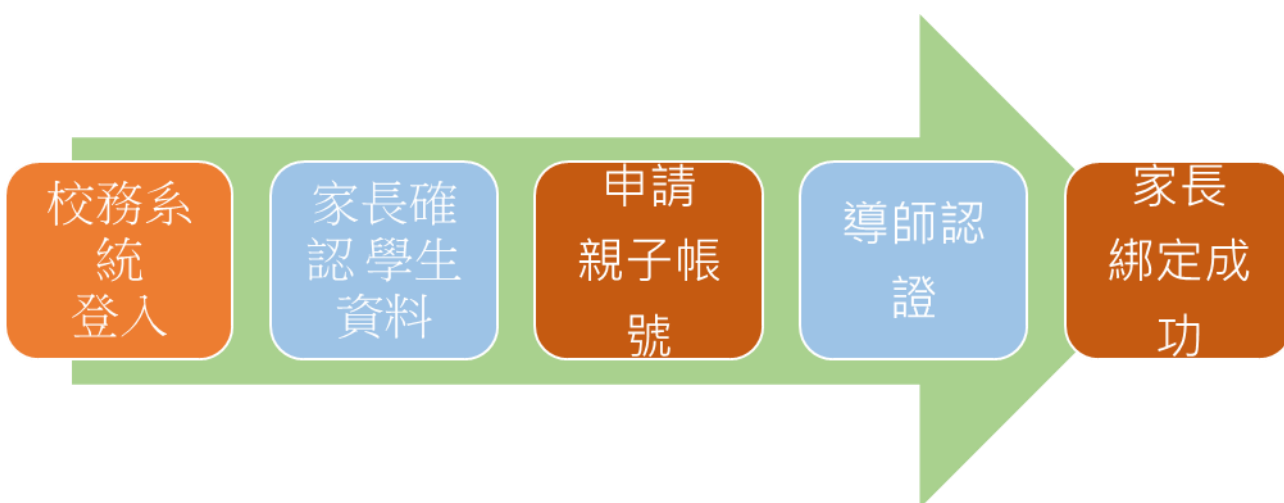 校務系
統
登入
家長確
認 學生
資料
申請
親子帳
號
導師認
證
家長
綁定成
功